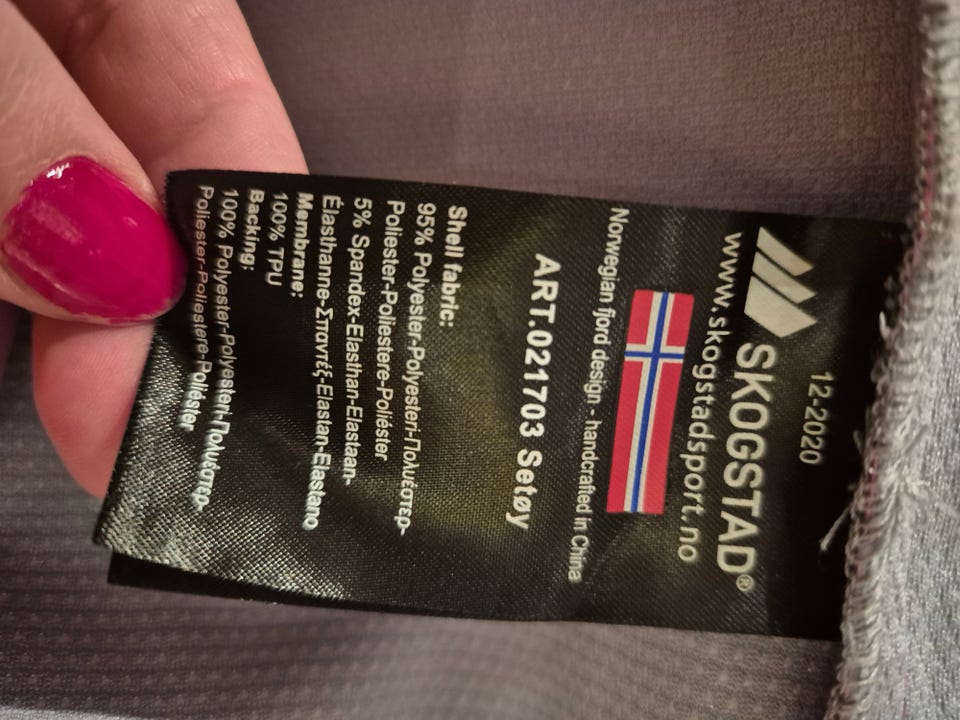 12-2020
SKOGSTAD®
www.skogstadsport.no
Norwegian fjord design - handcrafted in China
ART.0217703 Setøy
Shell fabric:
95% Polyester-Polyesteri-Πολυέστερ-
Poliester-Poliestere-Poliéster
5% Spandex-Elasthan-Elastaan-
Élasthanne-Σπαντέξ-Elastan-Elastano
Membrane:
100% TPU
Backing:
100% Polyester-Polyesteri-Πολυέστερ-
Poliester-Poliestere-Poliéster